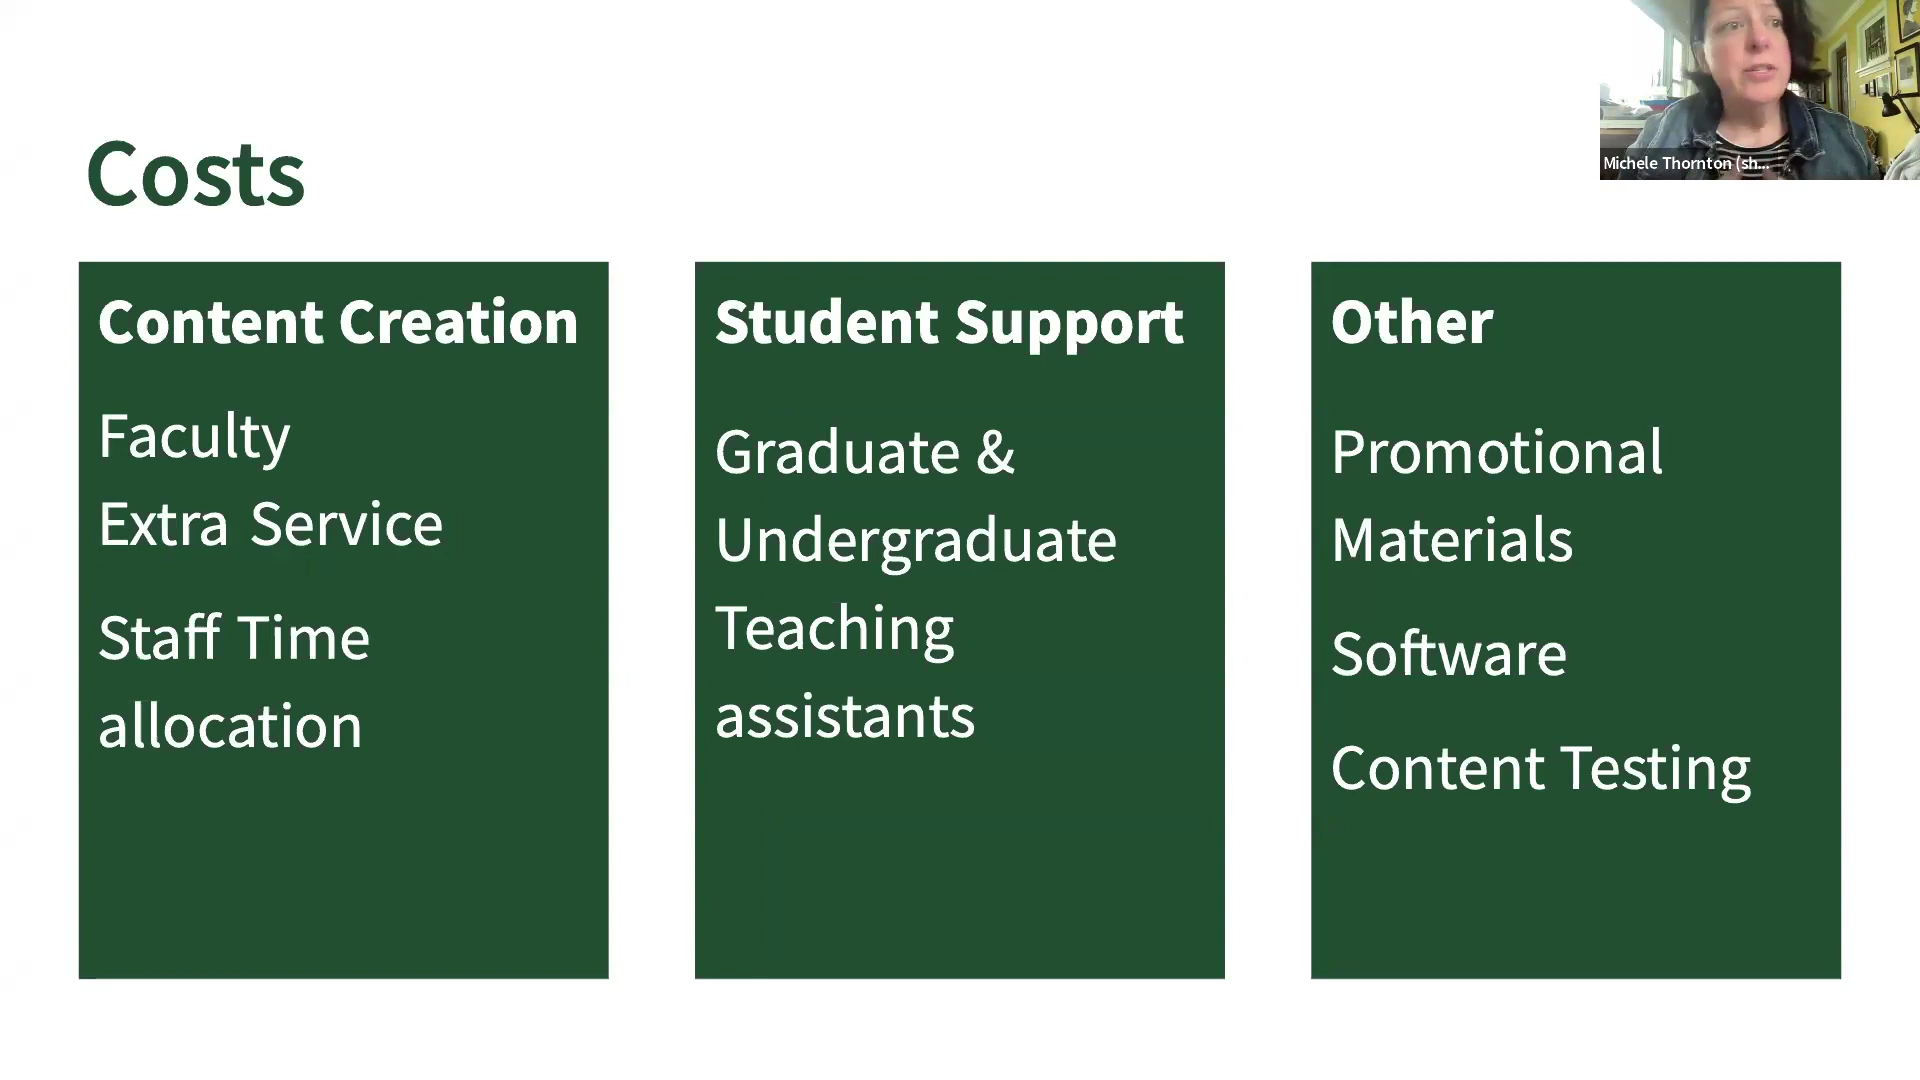 Costs
Michele Thornton (sh...
Content Creation
Faculty
Extra Service
Staff Time
allocation
Student Support
Graduate &
Undergraduate
Teaching
assistants
Other
Promotional
Materials
Software
Content Testing